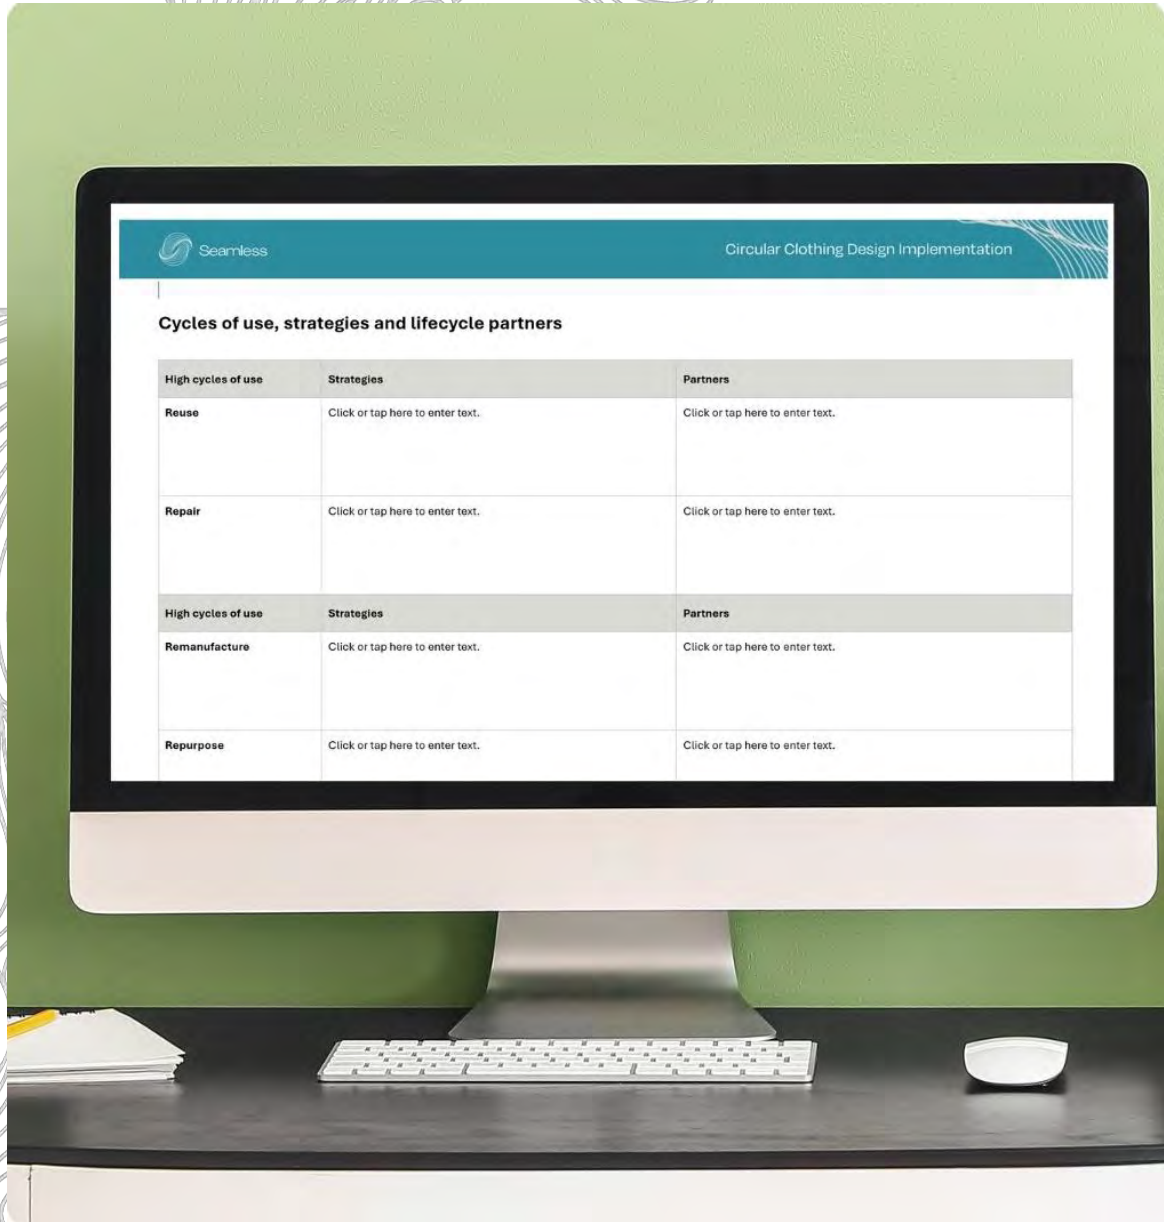 Seamless
Circular Clothing Design Implementation
Cycles of use, strategies and lifecycle partners
High cycles of use Strategies Partners
Reuse Click or tap here to enter text. Click or tap here to enter text.
Repair Click or tap here to enter text. Click or tap here to enter text.
High cycles of use Strategies Partners
Remanufacture Click or tap here to enter text. Click or tap here to enter text.
Repurpose Click or tap here to enter text. Click or tap here to enter text.